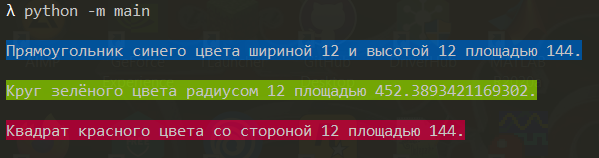 λ python -m main
Прямоугольник синего цвета шириной 12 и высотой 12 площадью 144.
Круг зелёного цвета радиусом 12 площадью 452.3893421169302.
Квадрат красного цвета со стороной 12 площадью 144.